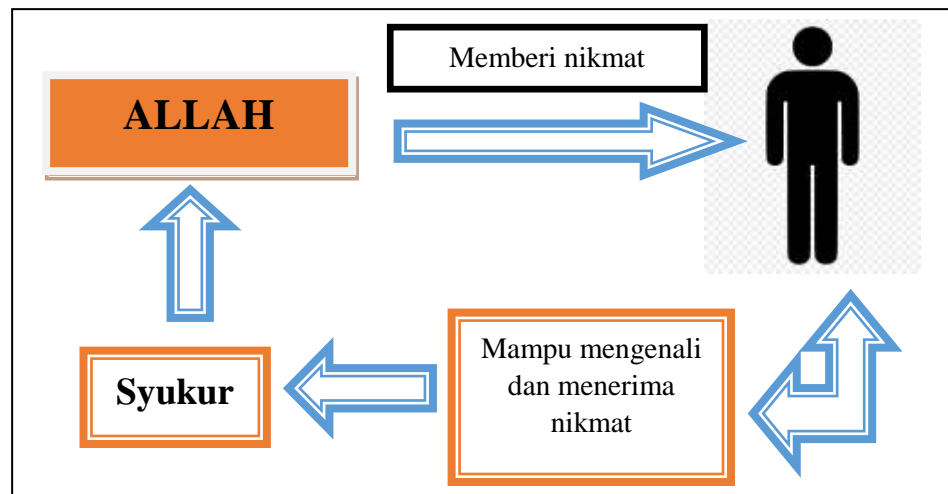 Memberi nikmat
ALLAH
Mampu mengenali
dan menerima
nikmat
Syukur